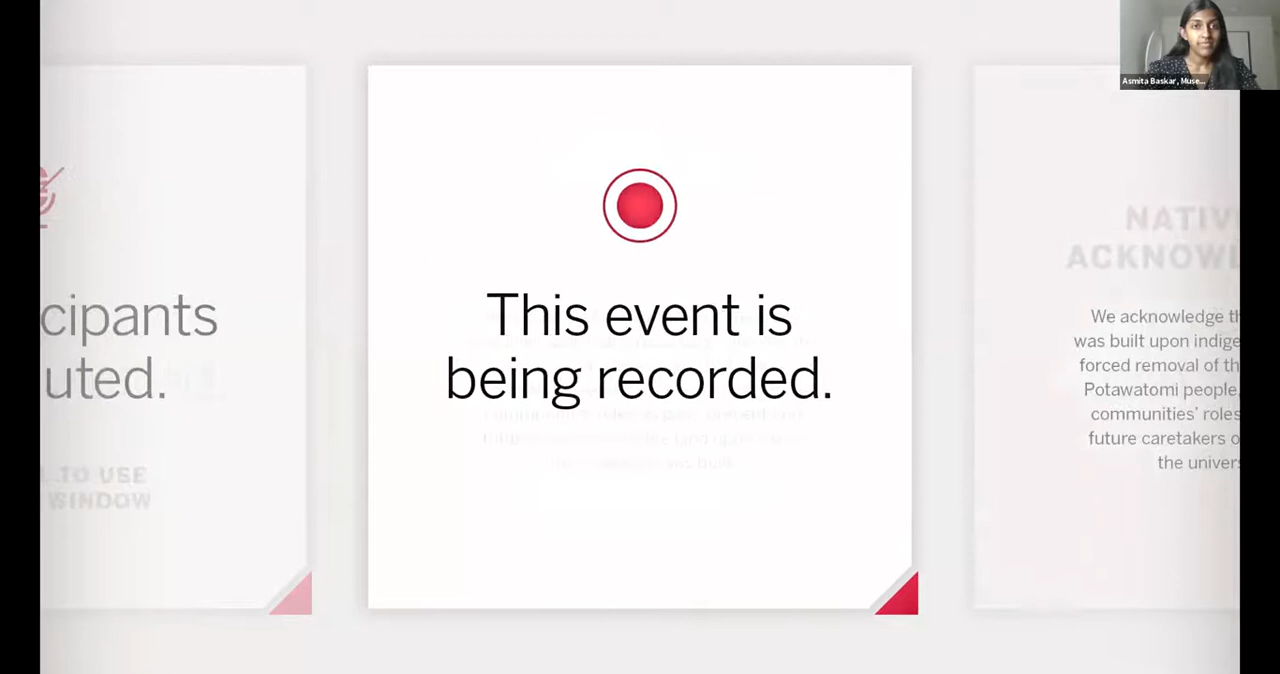 Asmita Baskar, Muse...
cipants
uted.
TO USE
WINDOW
This event is
being recorded.
NATIV
ACKNOWL
We acknowledge th
was built upon indige
forced removal of th
Potawatomi people,
communities' roles
future caretakers o
the univers